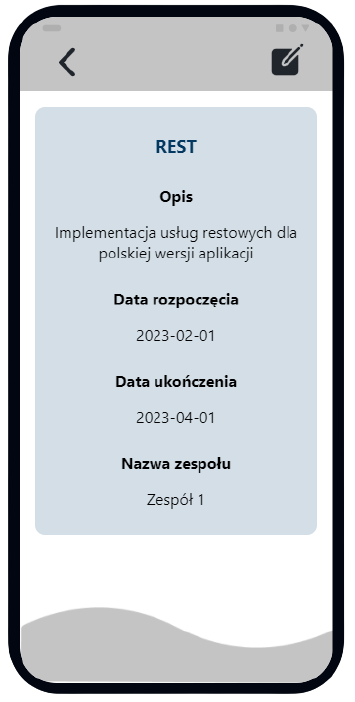 REST
Opis
Implementacja usług restowych dla
polskiej wersji aplikacji
Data rozpoczęcia
2023-02-01
Data ukończenia
2023-04-01
Nazwa zespołu
Zespół 1